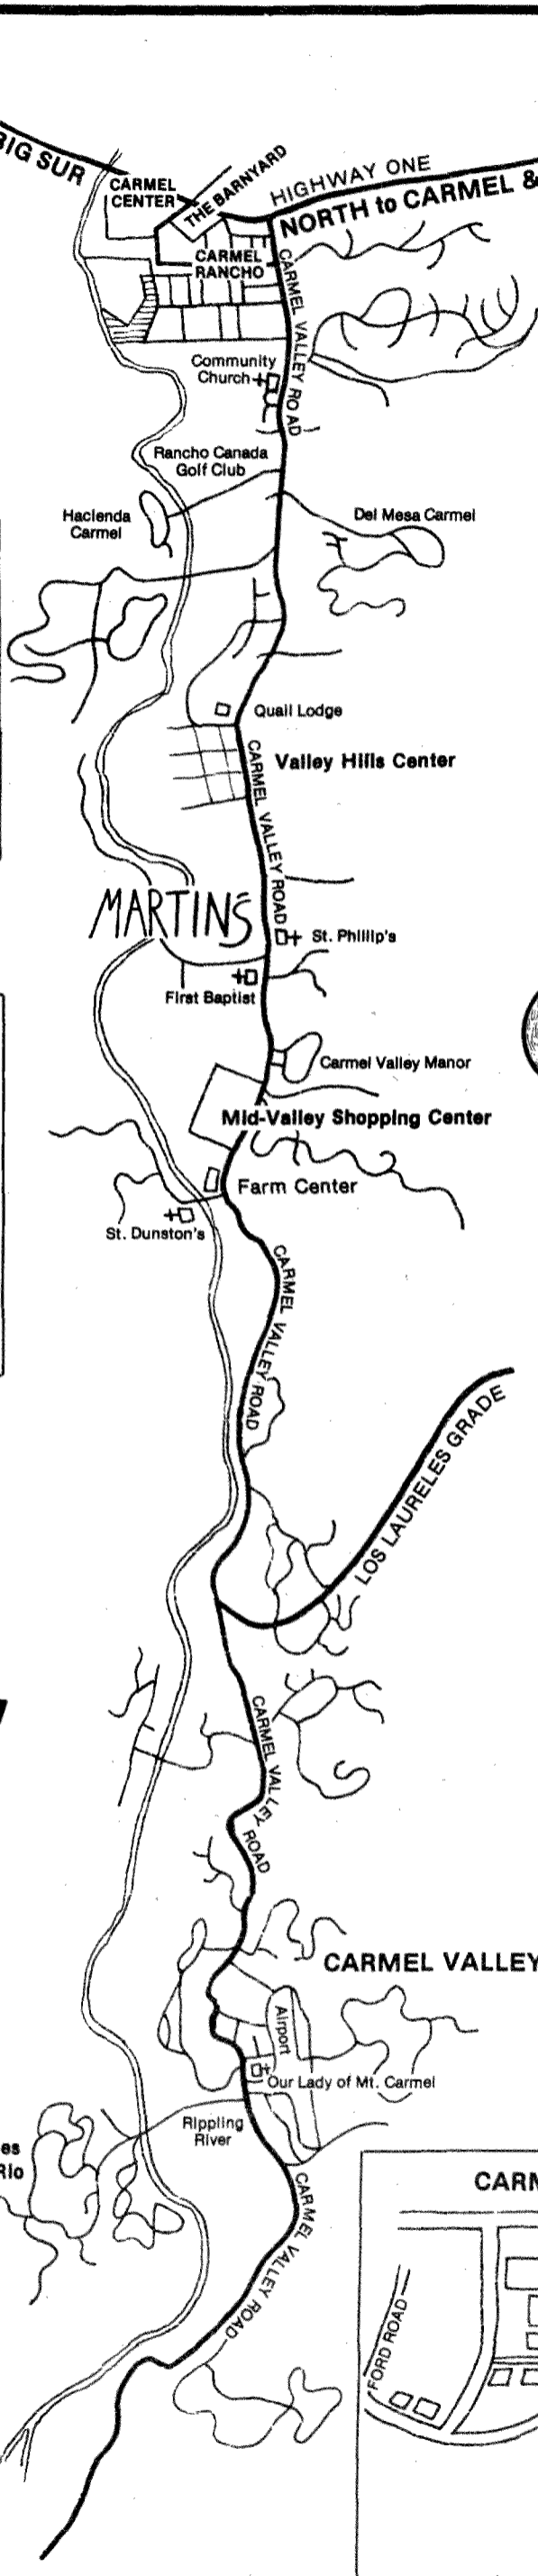 BIG SUR
CARMEL
CENTER
THE BARNYARD
HIGHWAY ONE
NORTH to CARMEL &
CARMEL
RANCHO
CARMEL VALLEY ROAD
Community
Church
Rancho Canada
Golf Club
Hacienda
Carmel
Del Mesa Carmel
Quail Lodge
Valley Hills Center
CARMEL VALLEY ROAD
MARTIN'S
St. Phillip's
First Baptist
Carmel Valley Manor
Mid-Valley Shopping Center
Farm Center
St. Dunston's
CARMEL VALLEY ROAD
LOS LAURELES GRADE
CARMEL VALLEY ROAD
CARMEL VALLEY
Airport
Our Lady of Mt. Carmel
Rippling
River
es
Rio
CARMEL VALLEY ROAD
CARM
FORD ROAD